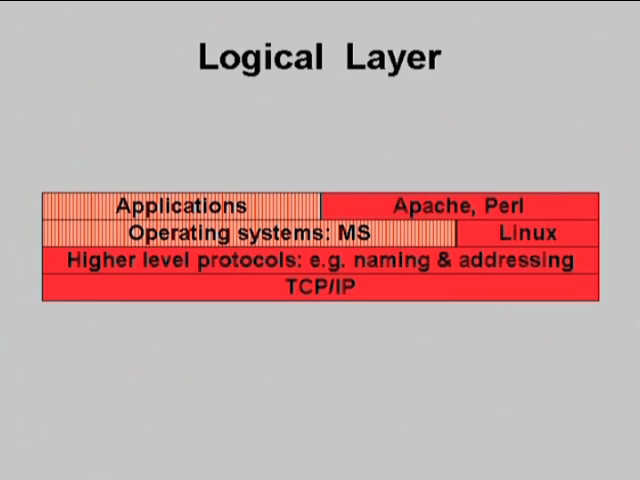 Logical Layer
Applications Apache, Perl
Operating systems: MS Linux
Higher level protocols: e.g. naming & addressing
TCP/IP